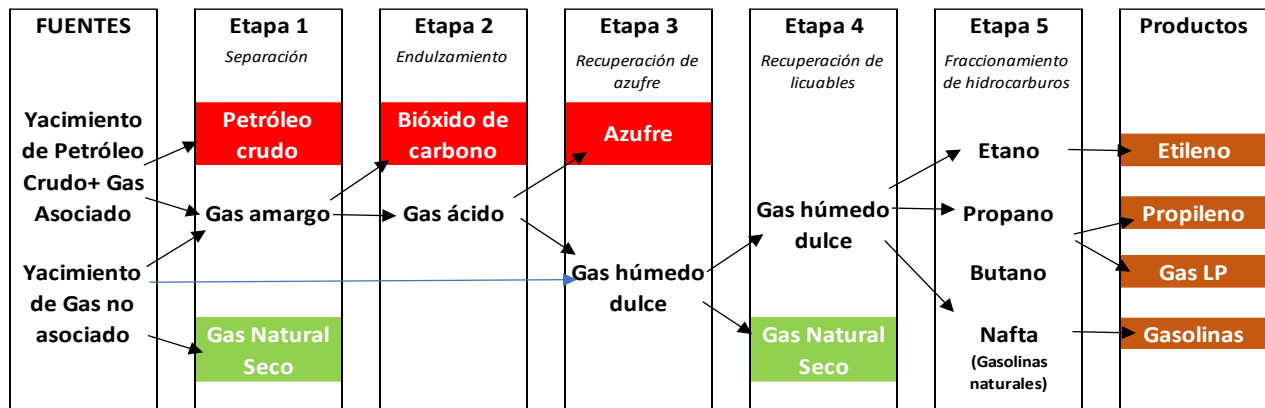 FUENTES
Yacimiento
de Petróleo
Crudo+ Gas
Asociado
Yacimiento
de Gas no
asociado
Etapa 1
Separación
Petróleo
crudo
Gas amargo
Gas Natural
Seco
Etapa 2
Endulzamiento
Bióxido de
carbono
Gas ácido
Etapa 3
Recuperación de
azufre
Azufre
Gas húmedo
dulce
Etapa 4
Recuperación de
licuables
Gas húmedo
dulce
Gas Natural
Seco
Etapa 5
Fraccionamiento
de hidrocarburos
Etano
Propano
Butano
Nafta
(Gasolinas
naturales)
Productos
Etileno
Propileno
Gas LP
Gasolinas